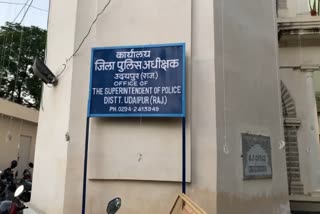 कार्यालय
जिला पुलिस अधीक्षक
उदयपुर (राज.)
OFFICE OF
THE SUPERINTENDENT OF POLICE
DISTT. UDAIPUR (RAJ.)
PH. 0294-2413949